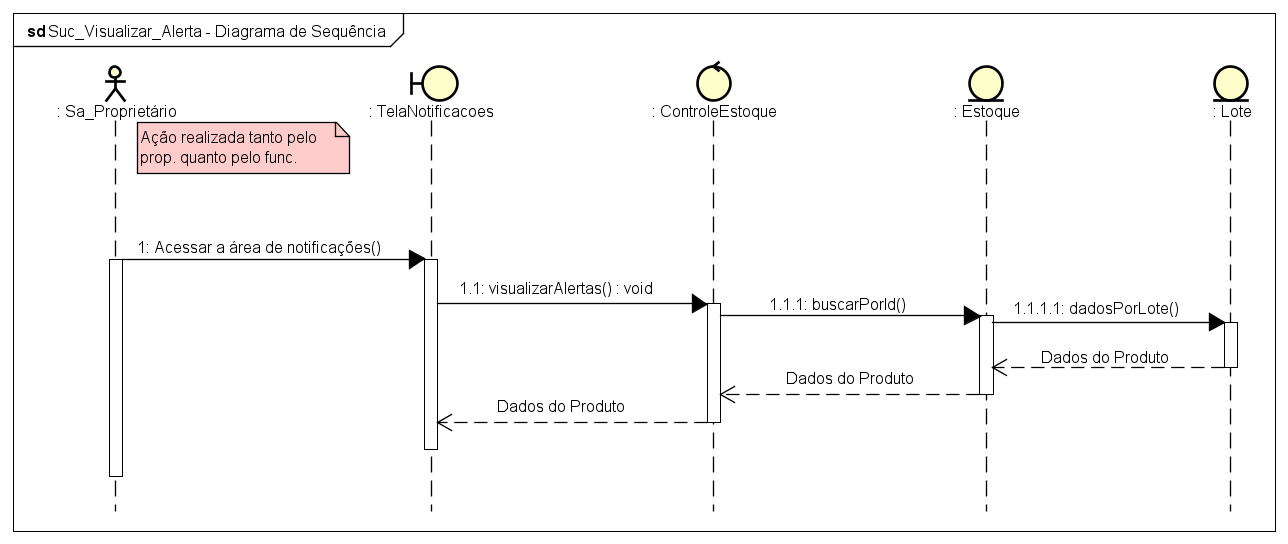 sd Suc_Visualizar_Alerta - Diagrama de Sequência
: Sa_Proprietário
: TelaNotificacoes
: ControleEstoque
: Estoque
: Lote
Ação realizada tanto pelo
prop. quanto pelo func.
1: Acessar a área de notificações()
1.1: visualizarAlertas() : void
1.1.1: buscarPorId()
1.1.1.1: dadosPorLote()
Dados do Produto
Dados do Produto
Dados do Produto